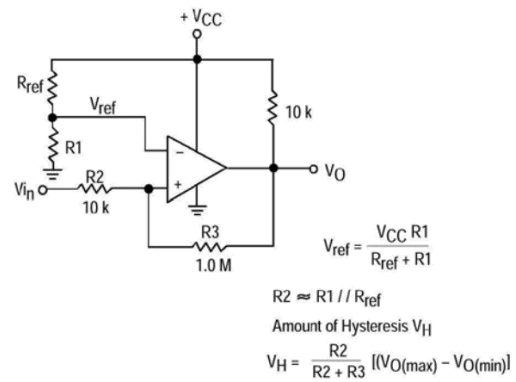 + VCC
Rref
Vref
10 k
R1
Vin
R2
10 k
-
+
VO
R3
1.0 M
Vref = VCC R1 / Rref + R1
R2 ≈ R1 // Rref
Amount of Hysteresis VH
VH = R2 / R2 + R3 [(VO(max) - VO(min)]